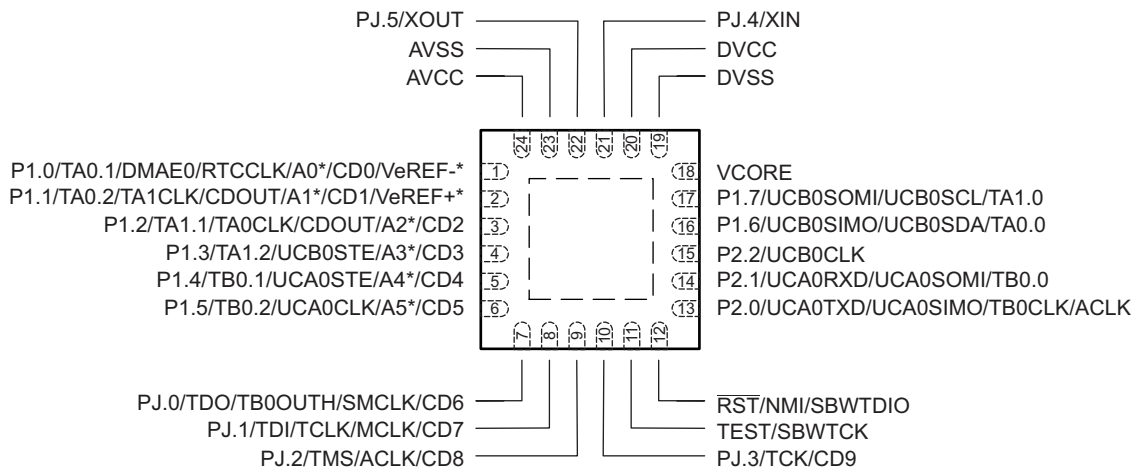 PJ.5/XOUT
PJ.4/XIN
AVSS
DVCC
AVCC
DVSS
24 23 22 21 20 19
P1.0/TA0.1/DMAE0/RTCCLK/A0*/CD0/VeREF-* 1 18 VCORE
P1.1/TA0.2/TA1CLK/CDOUT/A1*/CD1/VeREF+* 2 17 P1.7/UCB0SOMI/UCB0SCL/TA1.0
P1.2/TA1.1/TA0CLK/CDOUT/A2*/CD2 3 16 P1.6/UCB0SIMO/UCB0SDA/TA0.0
P1.3/TA1.2/UCB0STE/A3*/CD3 4 15 P2.2/UCB0CLK
P1.4/TB0.1/UCA0STE/A4*/CD4 5 14 P2.1/UCA0RXD/UCA0SOMI/TB0.0
P1.5/TB0.2/UCA0CLK/A5*/CD5 6 13 P2.0/UCA0TXD/UCA0SIMO/TB0CLK/ACLK
7 8 9 10 11 12
PJ.0/TDO/TB0OUTH/SMCLK/CD6
RST/NMI/SBWTDIO
PJ.1/TDI/TCLK/MCLK/CD7
TEST/SBWTCK
PJ.2/TMS/ACLK/CD8
PJ.3/TCK/CD9